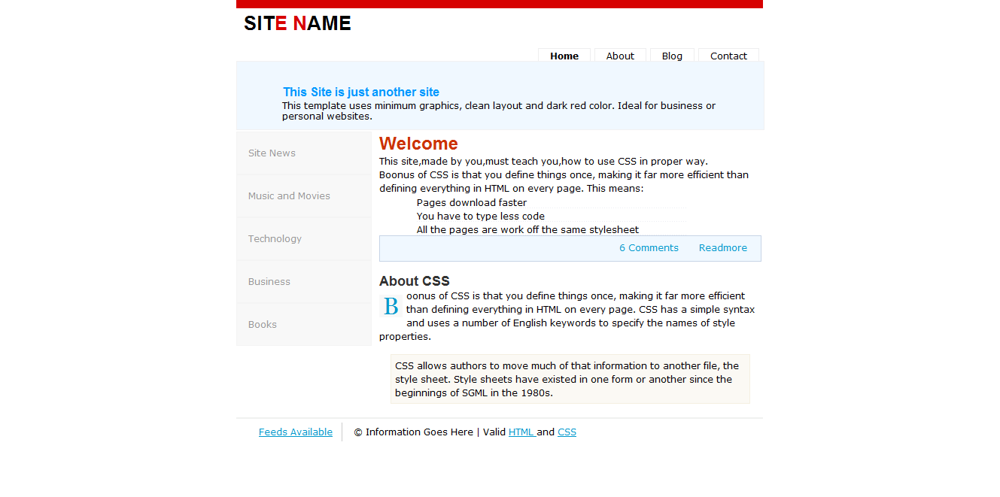 SITE NAME
Home About Blog Contact
This Site is just another site
This template uses minimum graphics, clean layout and dark red color. Ideal for business or
personal websites.
Site News
Music and Movies
Technology
Business
Books
Welcome
This site,made by you,must teach you,how to use CSS in proper way.
Boonus of CSS is that you define things once, making it far more efficient than
defining everything in HTML on every page. This means:
Pages download faster
You have to type less code
All the pages are work off the same stylesheet
6 Comments Readmore
About CSS
Boonus of CSS is that you define things once, making it far more efficient
than defining everything in HTML on every page. CSS has a simple syntax
and uses a number of English keywords to specify the names of style
properties.
CSS allows authors to move much of that information to another file, the
style sheet. Style sheets have existed in one form or another since the
beginnings of SGML in the 1980s.
Feeds Available © Information Goes Here | Valid HTML and CSS